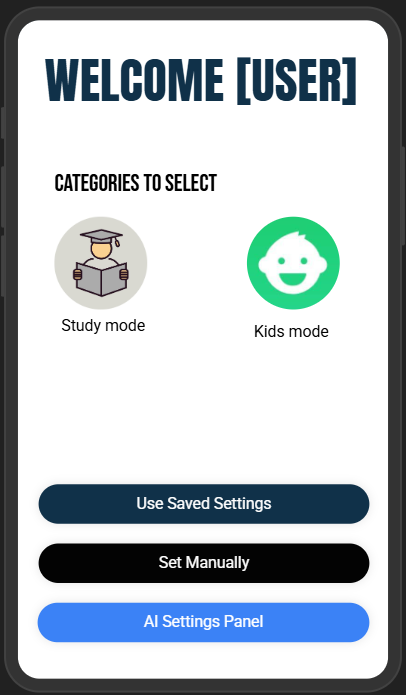 WELCOME [USER]
CATEGORIES TO SELECT
Study mode
Kids mode
Use Saved Settings
Set Manually
AI Settings Panel